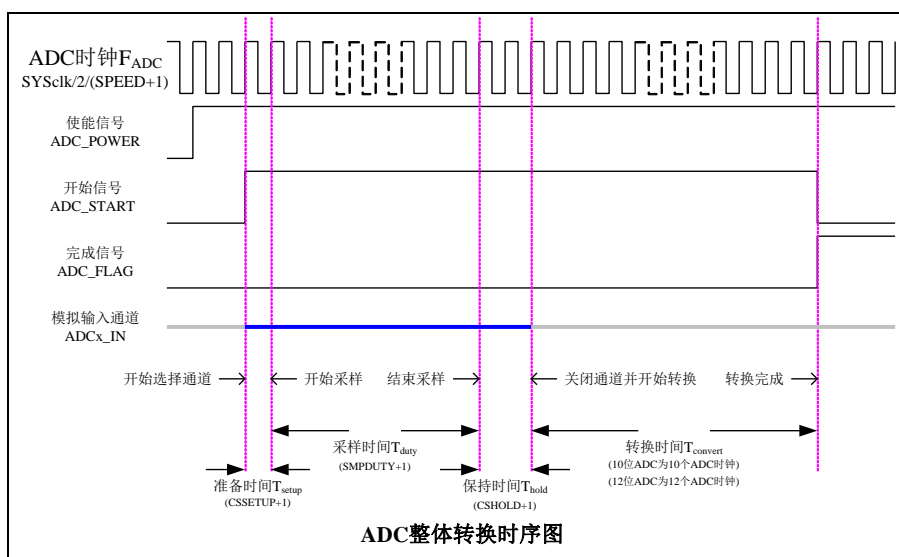 ADC时钟FADC
SYSclk/2/(SPEED+1)
使能信号
ADC_POWER
开始信号
ADC_START
完成信号
ADC_FLAG
模拟输入通道
ADCx_IN
开始选择通道
开始采样
结束采样
关闭通道并开始转换
转换完成
采样时间Tduty
(SMPDUTY+1)
转换时间Tconvert
(10位ADC为10个ADC时钟)
(12位ADC为12个ADC时钟)
准备时间Tsetup
(CSSETUP+1)
保持时间Thold
(CSHOLD+1)
ADC整体转换时序图